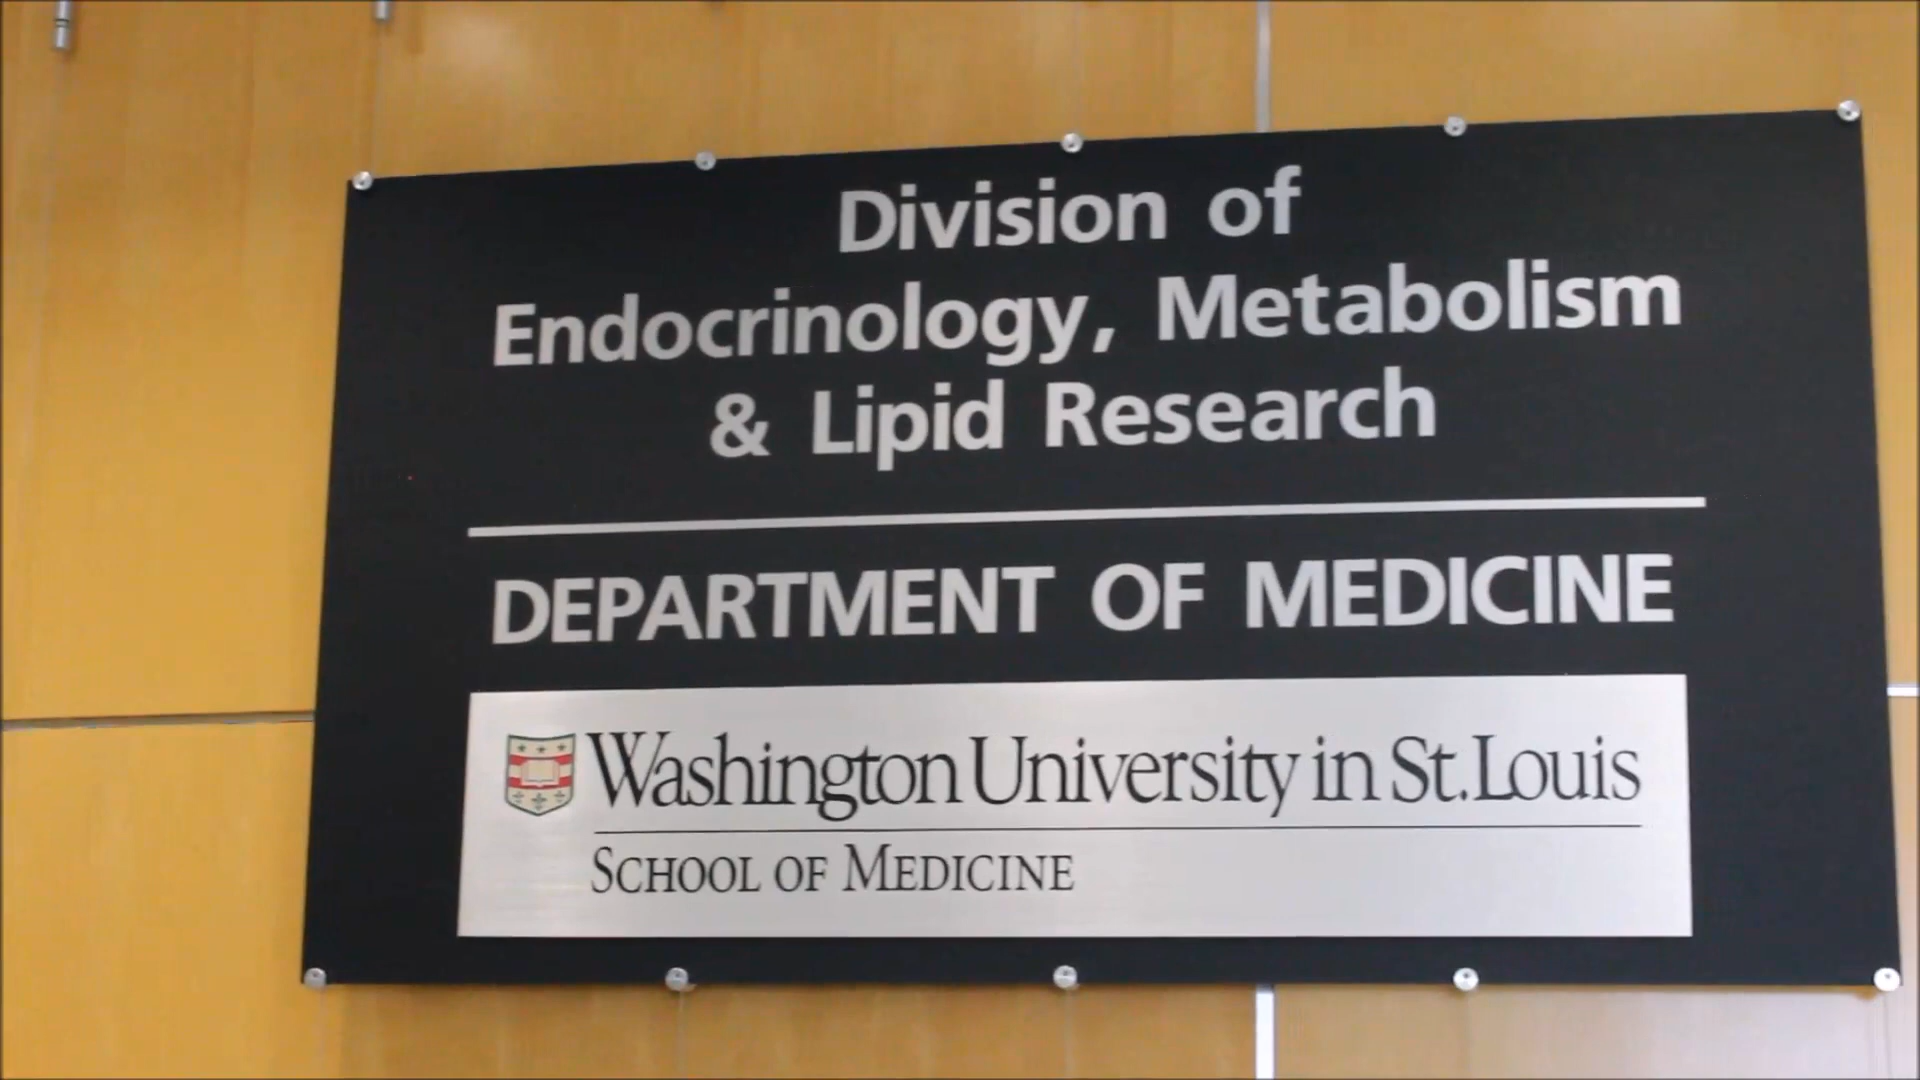 Division of
Endocrinology, Metabolism
& Lipid Research
DEPARTMENT OF MEDICINE
Washington University in St. Louis
SCHOOL OF MEDICINE